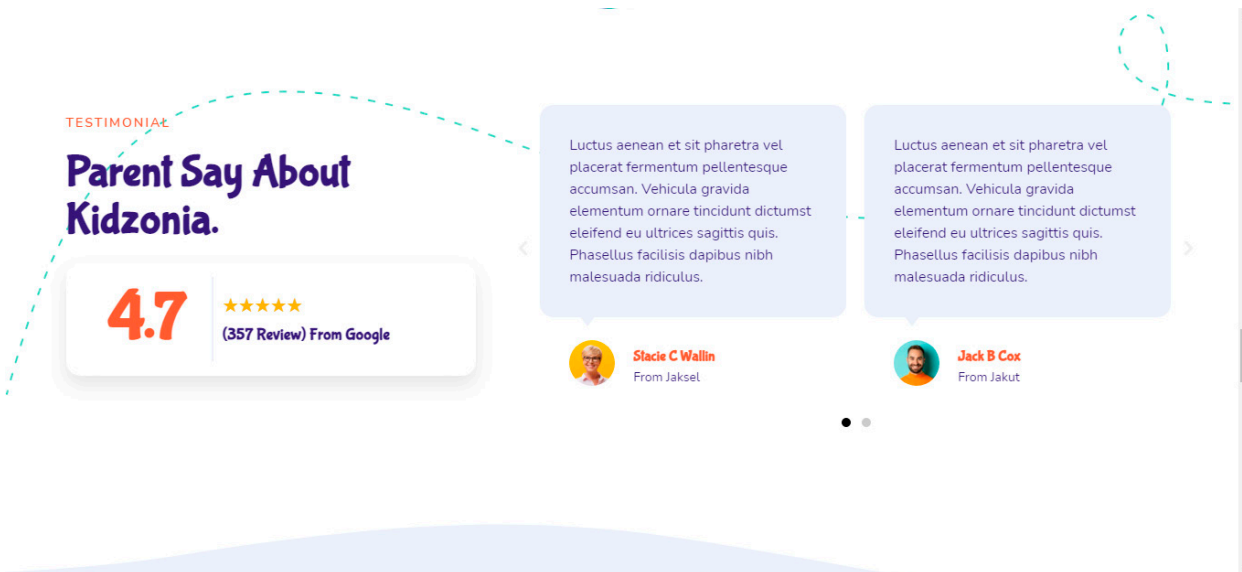 TESTIMONIAL
Parent Say About
Kidzonia.
4.7
(357 Review) From Google
Luctus aenean et sit pharetra vel
placerat fermentum pellentesque
accumsan. Vehicula gravida
elementum ornare tincidunt dictumst
eleifend eu ultrices sagittis quis.
Phasellus facilisis dapibus nibh
malesuada ridiculus.
Stacie C Wallin
From Jaksel
Luctus aenean et sit pharetra vel
placerat fermentum pellentesque
accumsan. Vehicula gravida
elementum ornare tincidunt dictumst
eleifend eu ultrices sagittis quis.
Phasellus facilisis dapibus nibh
malesuada ridiculus.
Jack B Cox
From Jakut